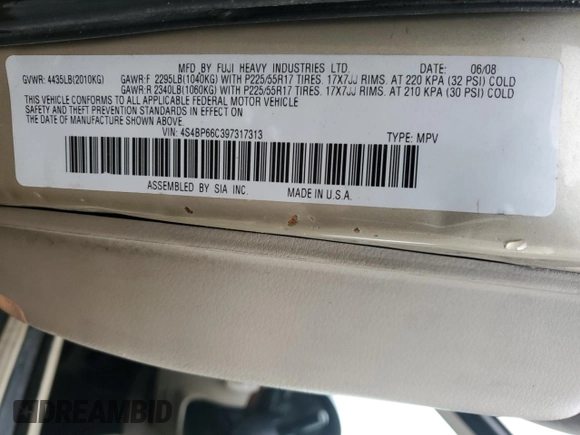 MFD. BY FUJI HEAVY INDUSTRIES LTD. DATE: 06/08
GVWR: 4435LB(2010KG) GAWR:F 2295LB(1040KG) WITH P225/55R17 TIRES. 17X7JJ RIMS. AT 220 KPA (32 PSI) COLD
GAWR:R 2340LB(1060KG) WITH P225/55R17 TIRES. 17X7JJ RIMS. AT 210 KPA (30 PSI) COLD
THIS VEHICLE CONFORMS TO ALL APPLICABLE FEDERAL MOTOR VEHICLE
SAFETY AND THEFT PREVENTION STANDARDS IN EFFECT ON
THE DATE OF MANUFACTURE SHOWN ABOVE.
VIN: 4S4BP66C397317313 TYPE: MPV
ASSEMBLED BY SIA INC. MADE IN U.S.A.
DREAMBID